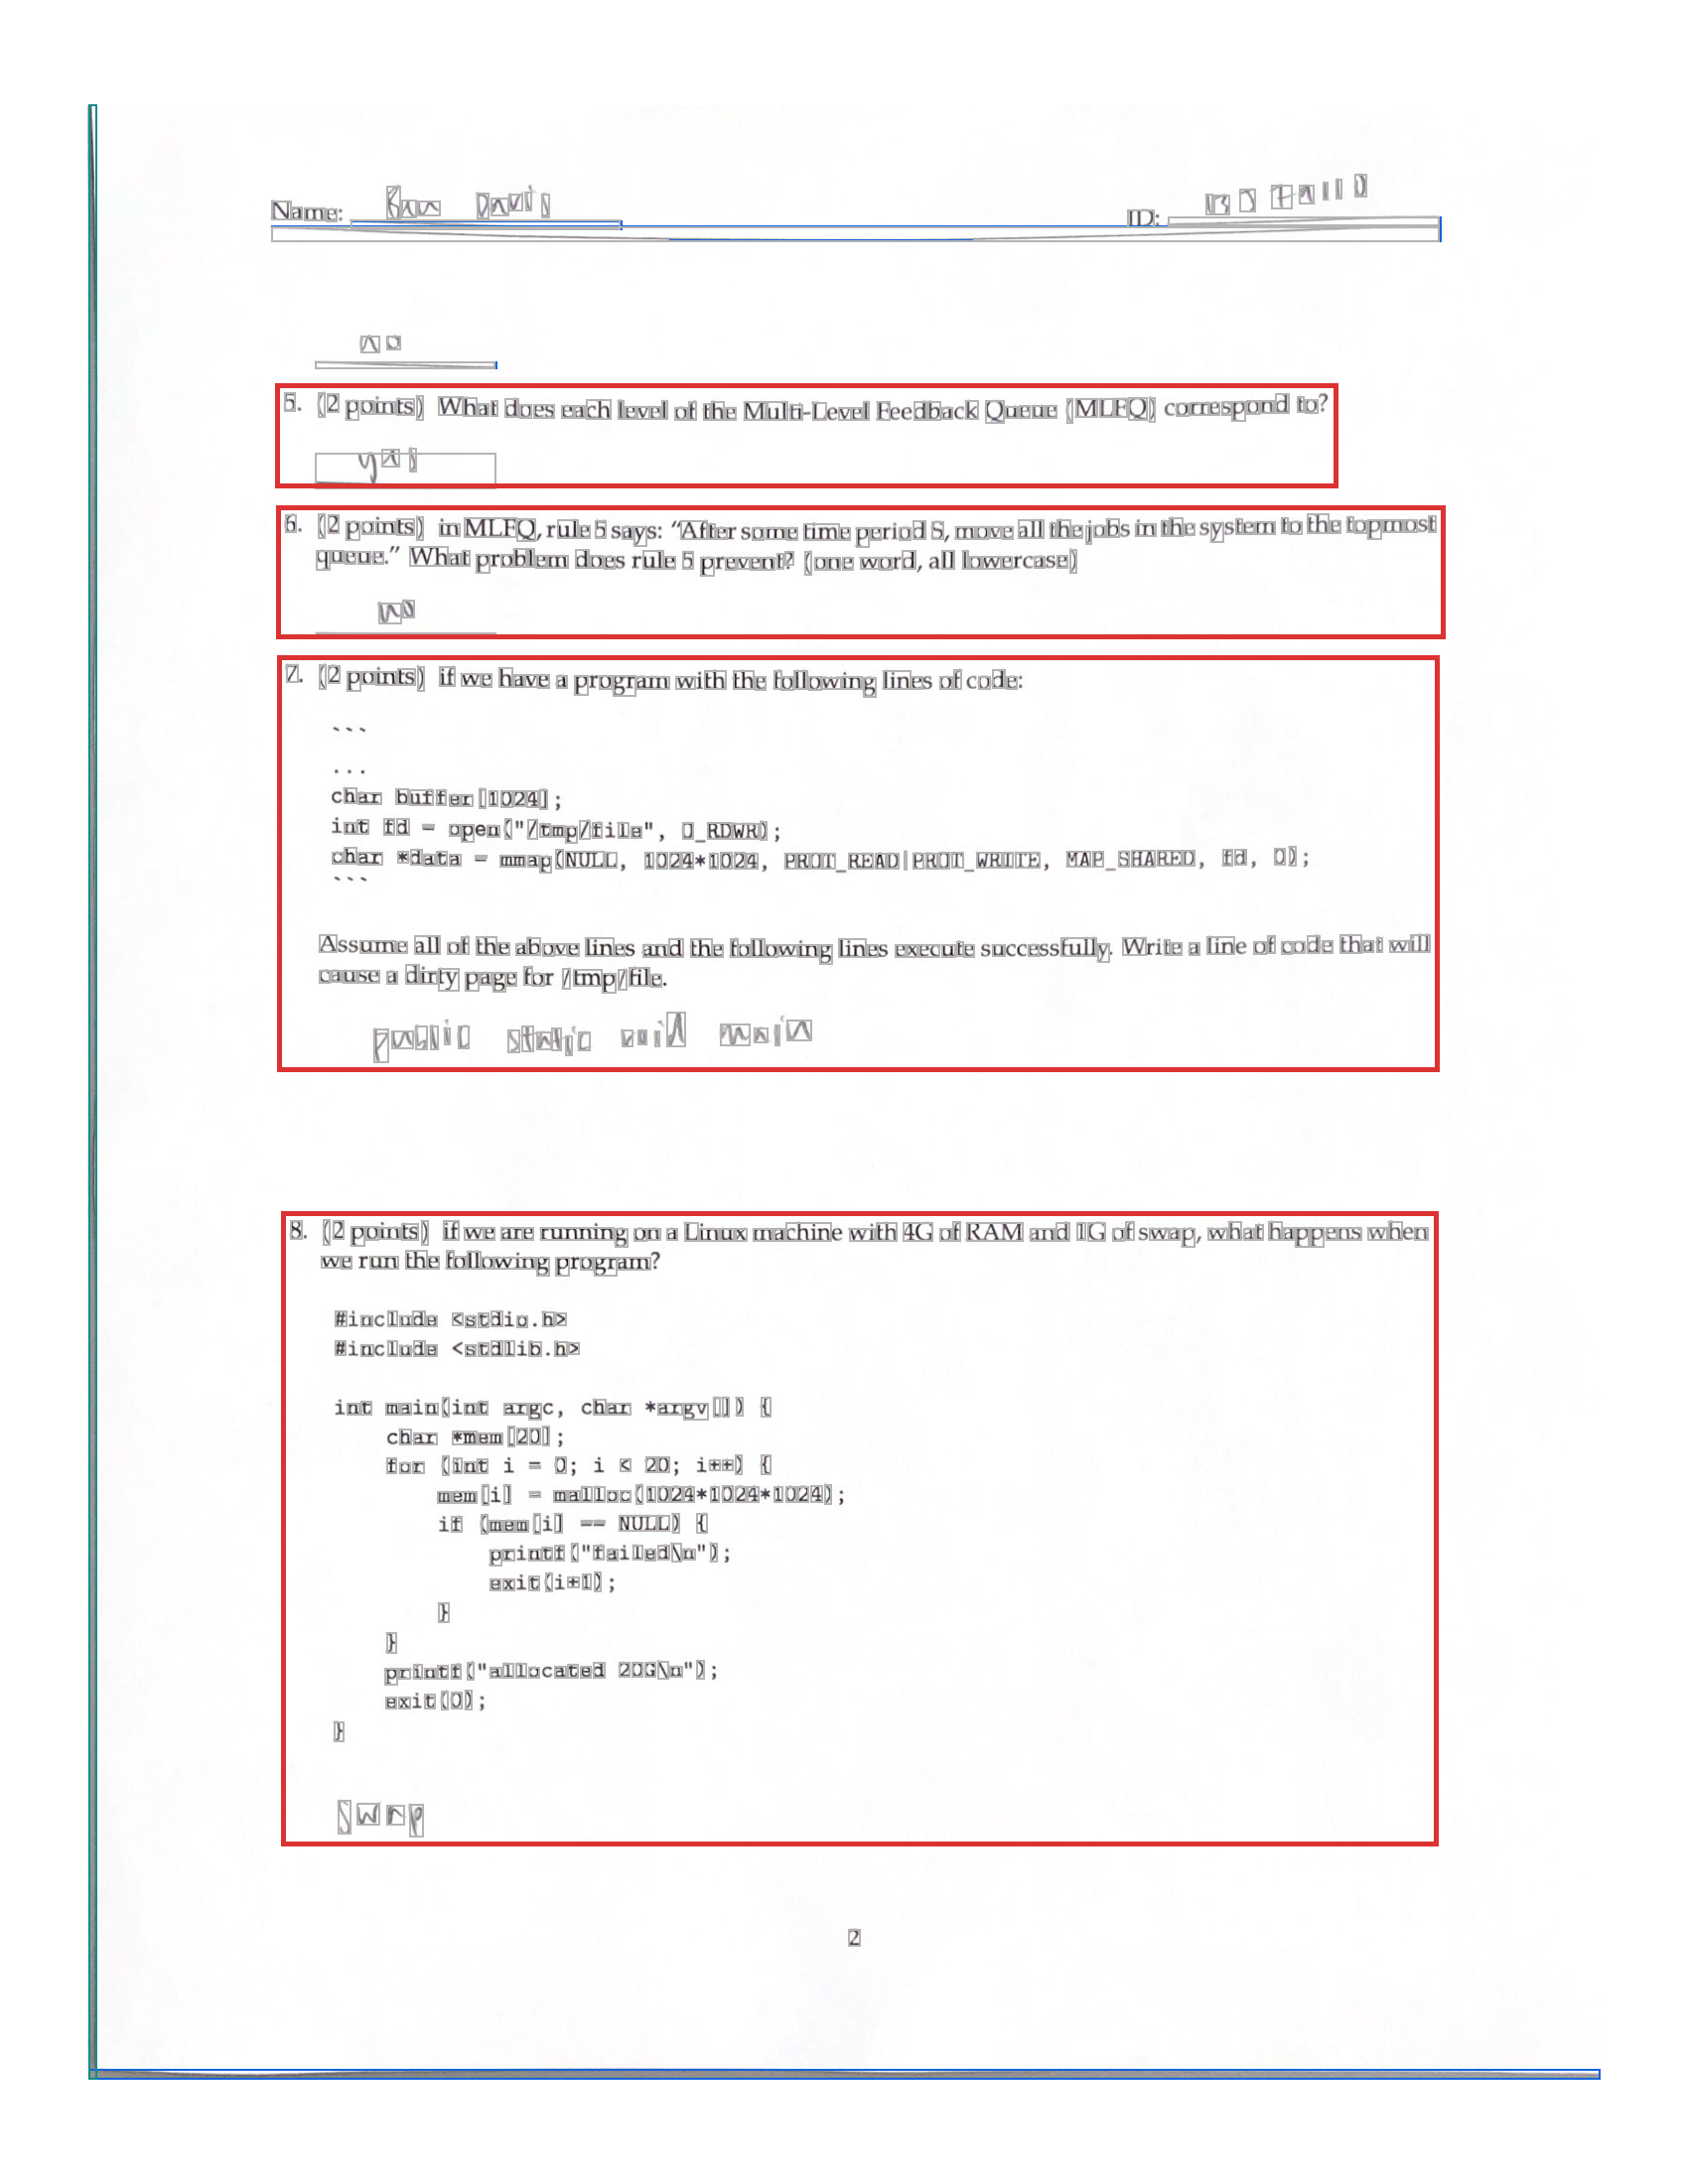 Name: Ban Davis ID:
no
5. (2 points) What does each level of the Multi-Level Feedback Queue (MLFQ) correspond to?
yes
6. (2 points) in MLFQ, rule 5 says: “After some time period S, move all the jobs in the system to the topmost
queue.” What problem does rule 5 prevent? (one word, all lowercase)
no
7. (2 points) if we have a program with the following lines of code:
```
...
char buffer[1024];
int fd = open("/tmp/file", O_RDWR);
char *data = mmap(NULL, 1024*1024, PROT_READ|PROT_WRITE, MAP_SHARED, fd, 0);
```
Assume all of the above lines and the following lines execute successfully. Write a line of code that will
cause a dirty page for /tmp/file.
public static void main
8. (2 points) if we are running on a Linux machine with 4G of RAM and 1G of swap, what happens when
we run the following program?
#include <stdio.h>
#include <stdlib.h>
int main(int argc, char *argv[]) {
char *mem[20];
for (int i = 0; i < 20; i++) {
mem[i] = malloc(1024*1024*1024);
if (mem[i] == NULL) {
printf("failed\n");
exit(i+1);
}
}
printf("allocated 20G\n");
exit(0);
}
swap
2